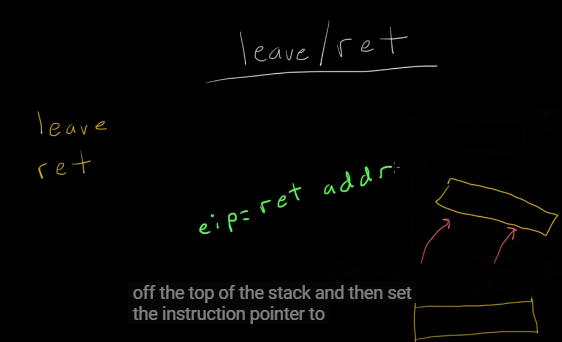 leave/ret
leave
ret
eip=ret addr
off the top of the stack and then set
the instruction pointer to